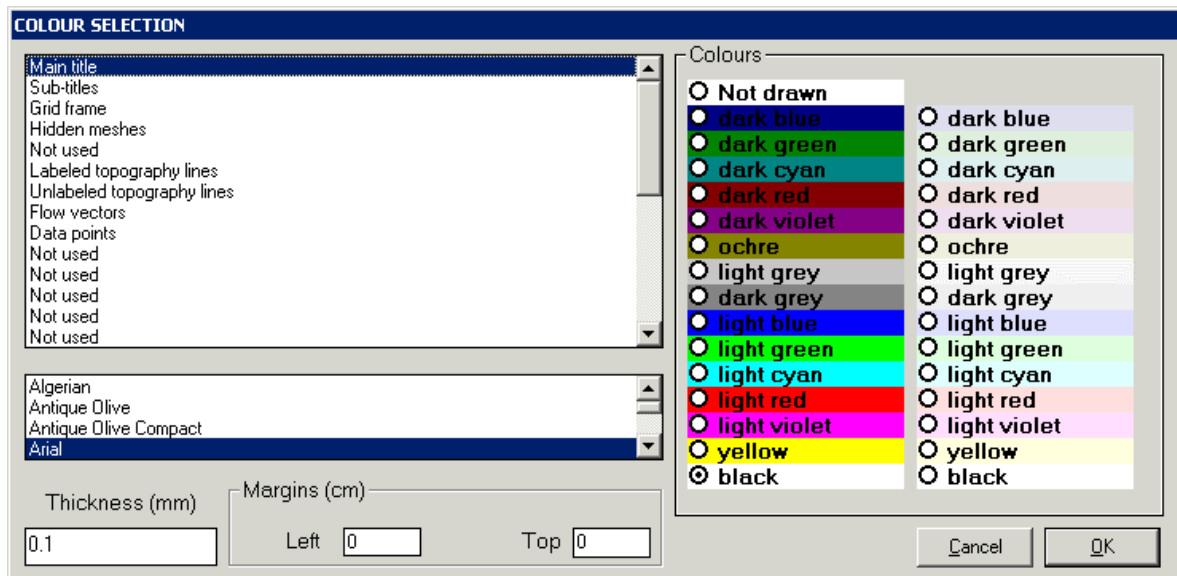 COLOUR SELECTION
Main title
Sub-titles
Grid frame
Hidden meshes
Not used
Labeled topography lines
Unlabeled topography lines
Flow vectors
Data points
Not used
Not used
Not used
Not used
Not used
Algerian
Antique Olive
Antique Olive Compact
Arial
Thickness (mm)
0.1
Margins (cm)
Left 0 Top 0
Colours
Not drawn
dark blue dark blue
dark green dark green
dark cyan dark cyan
dark red dark red
dark violet dark violet
ochre ochre
light grey light grey
dark grey dark grey
light blue light blue
light green light green
light cyan light cyan
light red light red
light violet light violet
yellow yellow
black black
Cancel OK